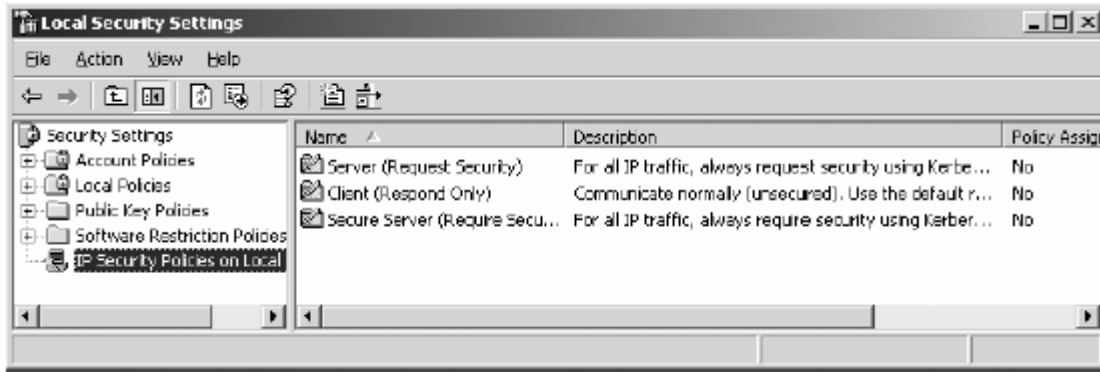 Local Security Settings
File Action View Help
Security Settings
Account Policies
Local Policies
Public Key Policies
Software Restriction Policies
IP Security Policies on Local
Name Description Policy Assig
Server (Request Security) For all IP traffic, always request security using Kerbe... No
Client (Respond Only) Communicate normally (unsecured). Use the default r... No
Secure Server (Require Secu... For all IP traffic, always require security using Kerber... No